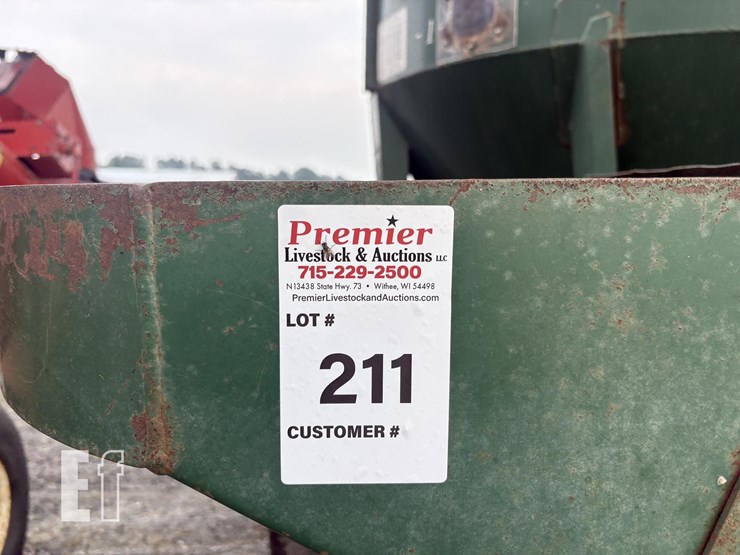 Premier
Livestock & Auctions LLC
715-229-2500
N13438 State Hwy. 73 • Withee, WI 54498
PremierLivestockandAuctions.com
LOT #
211
CUSTOMER #
Ef